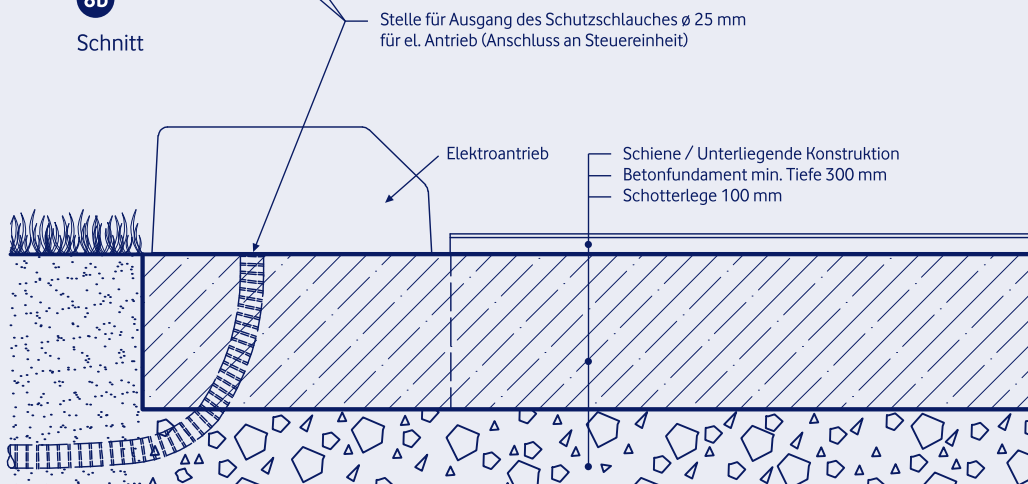 Schnitt
Stelle für Ausgang des Schutzschlauches ø 25 mm
für el. Antrieb (Anschluss an Steuereinheit)
Elektroantrieb
Schiene / Unterliegende Konstruktion
Betonfundament min. Tiefe 300 mm
Schotterlege 100 mm